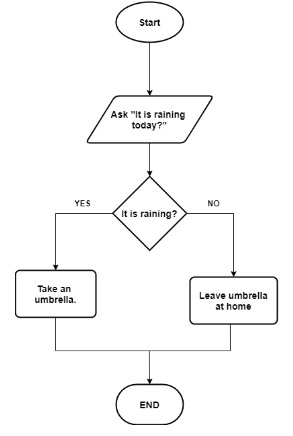 Start
Ask "It is raining
today?"
It is raining?
YES
NO
Take an
umbrella.
Leave umbrella
at home
END